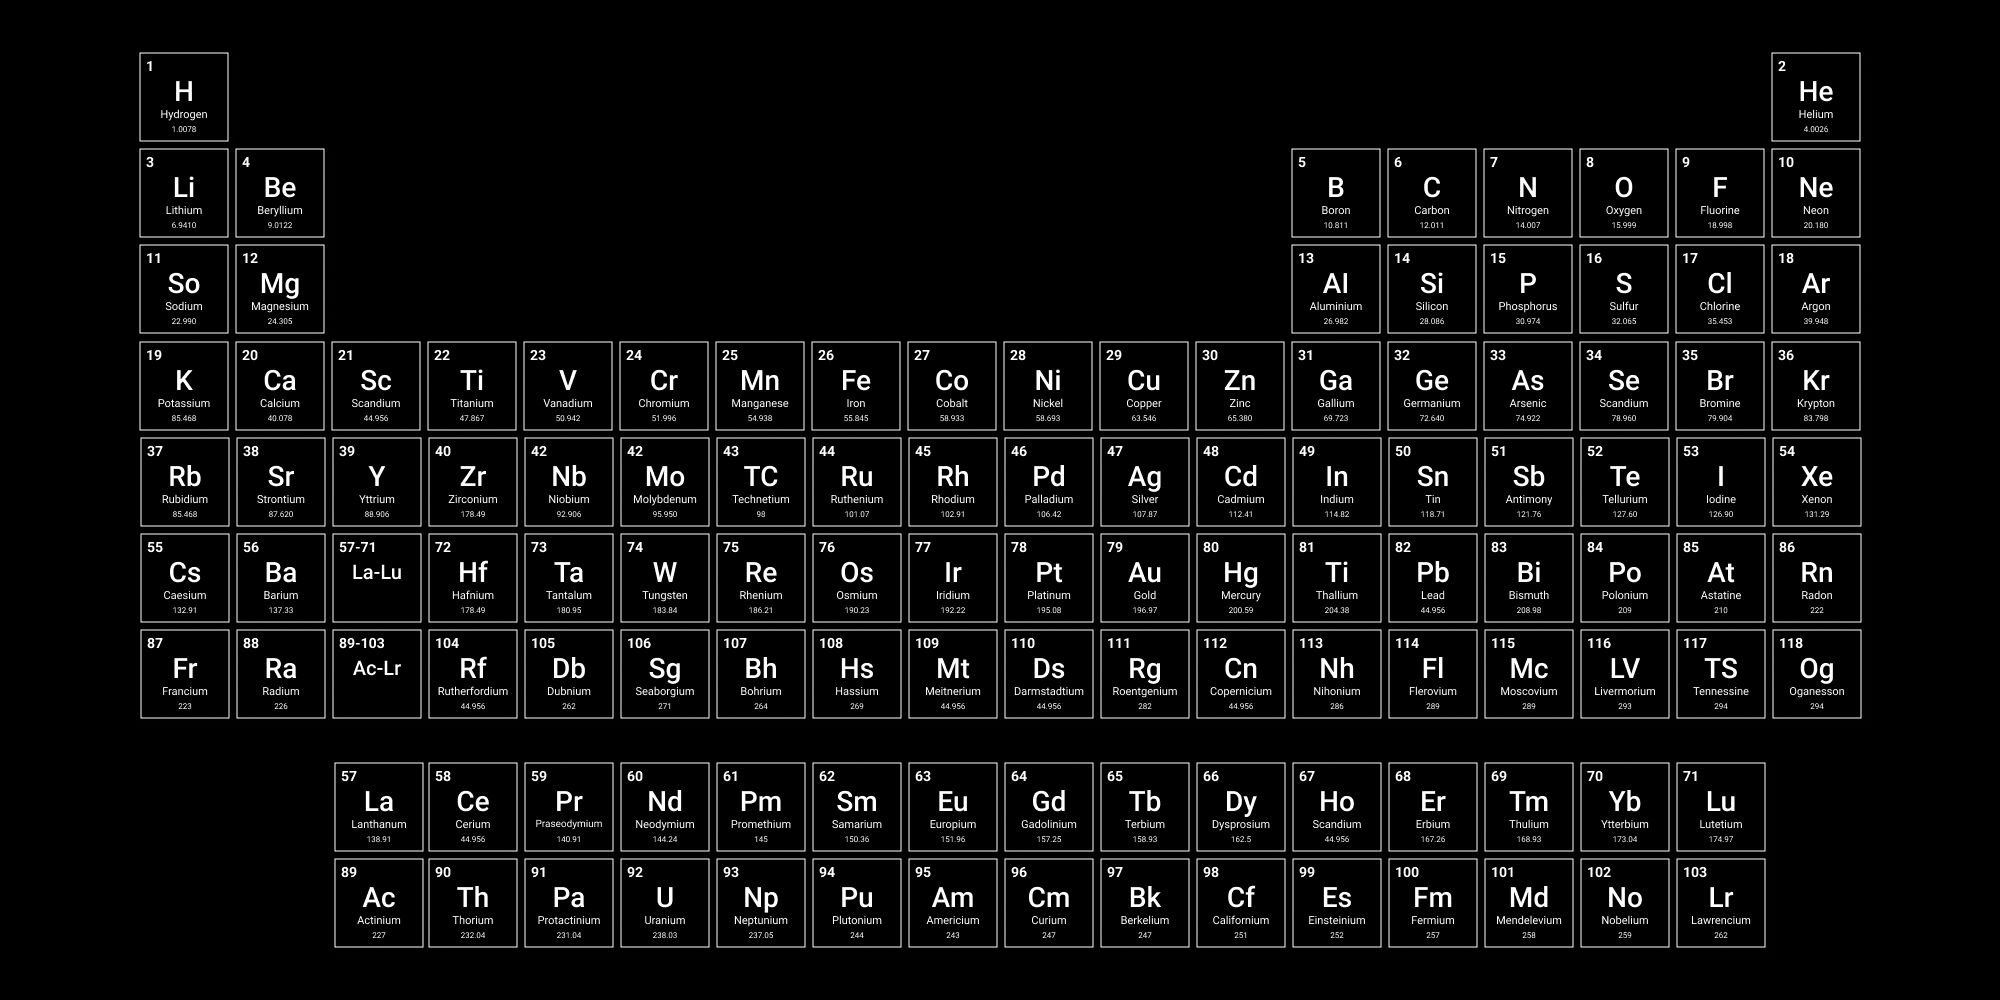 1
H
Hydrogen
1.0078
2
He
Helium
4.0026
3
Li
Lithium
6.9410
4
Be
Beryllium
9.0122
5
B
Boron
10.811
6
C
Carbon
12.011
7
N
Nitrogen
14.007
8
O
Oxygen
15.999
9
F
Fluorine
18.998
10
Ne
Neon
20.180
11
So
Sodium
22.990
12
Mg
Magnesium
24.305
13
Al
Aluminium
26.982
14
Si
Silicon
28.086
15
P
Phosphorus
30.974
16
S
Sulfur
32.065
17
Cl
Chlorine
35.453
18
Ar
Argon
39.948
19
K
Potassium
85.468
20
Ca
Calcium
40.078
21
Sc
Scandium
44.956
22
Ti
Titanium
47.867
23
V
Vanadium
50.942
24
Cr
Chromium
51.996
25
Mn
Manganese
54.938
26
Fe
Iron
55.845
27
Co
Cobalt
58.933
28
Ni
Nickel
58.693
29
Cu
Copper
63.546
30
Zn
Zinc
65.380
31
Ga
Gallium
69.723
32
Ge
Germanium
72.640
33
As
Arsenic
74.922
34
Se
Scandium
78.960
35
Br
Bromine
79.904
36
Kr
Krypton
83.798
37
Rb
Rubidium
85.468
38
Sr
Strontium
87.620
39
Y
Yttrium
88.906
40
Zr
Zirconium
178.49
42
Nb
Niobium
92.906
42
Mo
Molybdenum
95.950
43
TC
Technetium
98
44
Ru
Ruthenium
101.07
45
Rh
Rhodium
102.91
46
Pd
Palladium
106.42
47
Ag
Silver
107.87
48
Cd
Cadmium
112.41
49
In
Indium
114.82
50
Sn
Tin
118.71
51
Sb
Antimony
121.76
52
Te
Tellurium
127.60
53
I
Iodine
126.90
54
Xe
Xenon
131.29
55
Cs
Caesium
132.91
56
Ba
Barium
137.33
57-71
La-Lu
72
Hf
Hafnium
178.49
73
Ta
Tantalum
180.95
74
W
Tungsten
183.84
75
Re
Rhenium
186.21
76
Os
Osmium
190.23
77
Ir
Iridium
192.22
78
Pt
Platinum
195.08
79
Au
Gold
196.97
80
Hg
Mercury
200.59
81
Ti
Thallium
204.38
82
Pb
Lead
44.956
83
Bi
Bismuth
208.98
84
Po
Polonium
209
85
At
Astatine
210
86
Rn
Radon
222
87
Fr
Francium
223
88
Ra
Radium
226
89-103
Ac-Lr
104
Rf
Rutherfordium
44.956
105
Db
Dubnium
262
106
Sg
Seaborgium
271
107
Bh
Bohrium
264
108
Hs
Hassium
269
109
Mt
Meitnerium
44.956
110
Ds
Darmstadtium
44.956
111
Rg
Roentgenium
282
112
Cn
Copernicium
44.956
113
Nh
Nihonium
286
114
Fl
Flerovium
289
115
Mc
Moscovium
289
116
LV
Livermorium
293
117
TS
Tennessine
294
118
Og
Oganesson
294
57
La
Lanthanum
138.91
58
Ce
Cerium
44.956
59
Pr
Praseodymium
140.91
60
Nd
Neodymium
144.24
61
Pm
Promethium
145
62
Sm
Samarium
150.36
63
Eu
Europium
151.96
64
Gd
Gadolinium
157.25
65
Tb
Terbium
158.93
66
Dy
Dysprosium
162.5
67
Ho
Scandium
44.956
68
Er
Erbium
167.26
69
Tm
Thulium
168.93
70
Yb
Ytterbium
173.04
71
Lu
Lutetium
174.97
89
Ac
Actinium
227
90
Th
Thorium
232.04
91
Pa
Protactinium
231.04
92
U
Uranium
238.03
93
Np
Neptunium
237.05
94
Pu
Plutonium
244
95
Am
Americium
243
96
Cm
Curium
247
97
Bk
Berkelium
247
98
Cf
Californium
251
99
Es
Einsteinium
252
100
Fm
Fermium
257
101
Md
Mendelevium
258
102
No
Nobelium
259
103
Lr
Lawrencium
262